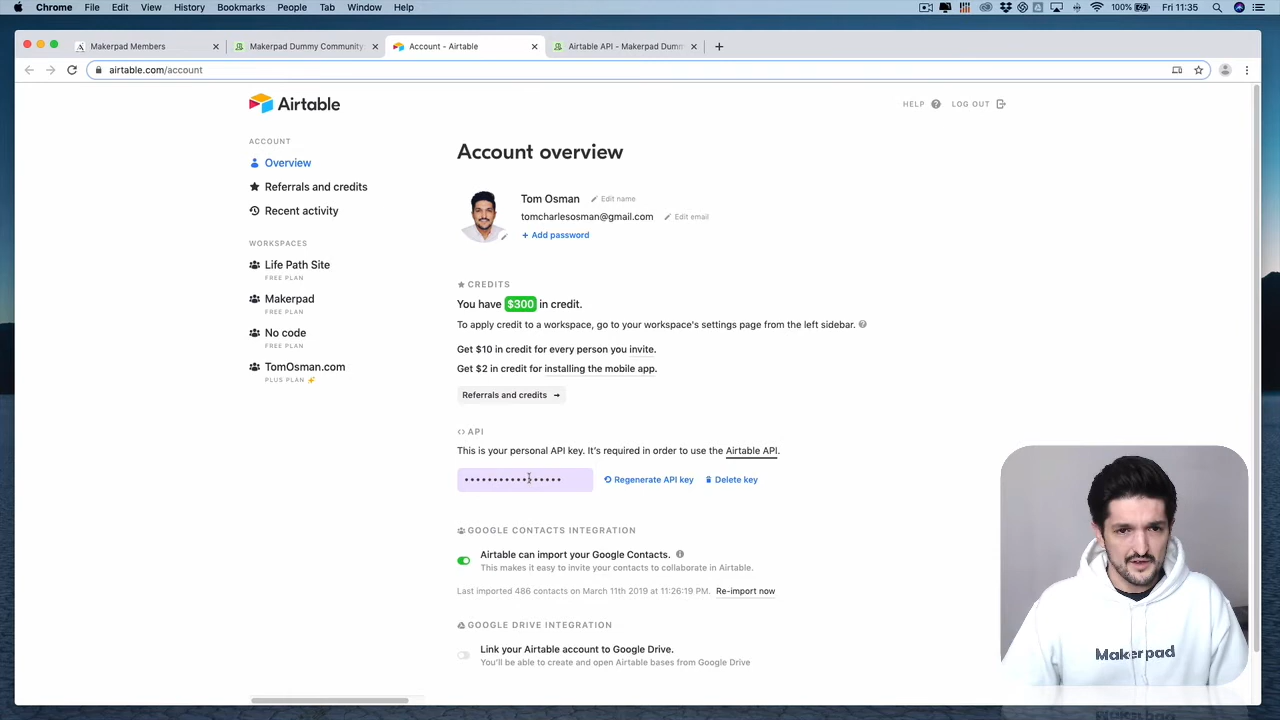 Chrome File Edit View History Bookmarks People Tab Window Help 100% Fri 11:35
Makerpad Members Makerpad Dummy Community Account - Airtable Airtable API - Makerpad Dum
airtable.com/account
Airtable
HELP LOG OUT
ACCOUNT
Overview
Referrals and credits
Recent activity
WORKSPACES
Life Path Site
FREE PLAN
Makerpad
FREE PLAN
No code
FREE PLAN
TomOsman.com
PLUS PLAN
Account overview
Tom Osman Edit name
tomcharlesosman@gmail.com Edit email
+ Add password
CREDITS
You have $300 in credit.
To apply credit to a workspace, go to your workspace's settings page from the left sidebar.
Get $10 in credit for every person you invite.
Get $2 in credit for installing the mobile app.
Referrals and credits →
<> API
This is your personal API key. It's required in order to use the Airtable API.
Regenerate API key Delete key
GOOGLE CONTACTS INTEGRATION
Airtable can import your Google Contacts.
This makes it easy to invite your contacts to collaborate in Airtable.
Last imported 486 contacts on March 11th 2019 at 11:26:19 PM. Re-import now
GOOGLE DRIVE INTEGRATION
Link your Airtable account to Google Drive.
You'll be able to create and open Airtable bases from Google Drive
Makerpad